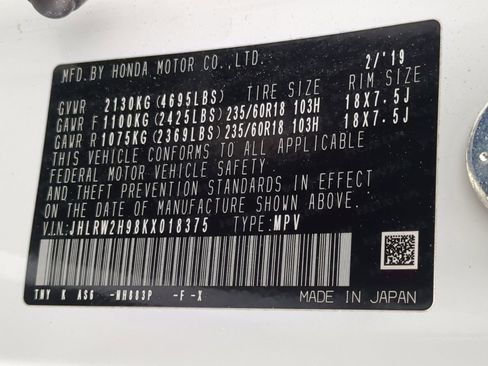 MFD.BY HONDA MOTOR CO.,LTD. 2/'19
GVWR 2130KG(4695LBS) TIRE SIZE RIM SIZE
GAWR F 1100KG(2425LBS) 235/60R18 103H 18X7.5J
GAWR R 1075KG(2369LBS) 235/60R18 103H 18X7.5J
THIS VEHICLE CONFORMS TO ALL APPLICABLE
FEDERAL MOTOR VEHICLE SAFETY
AND THEFT PREVENTION STANDARDS IN EFFECT
ON THE DATE OF MANUFACTURE SHOWN ABOVE.
V.I.N:JHLRW2H98KX018375 TYPE:MPV
TNY K AS6 -NH883P -F -X MADE IN JAPAN